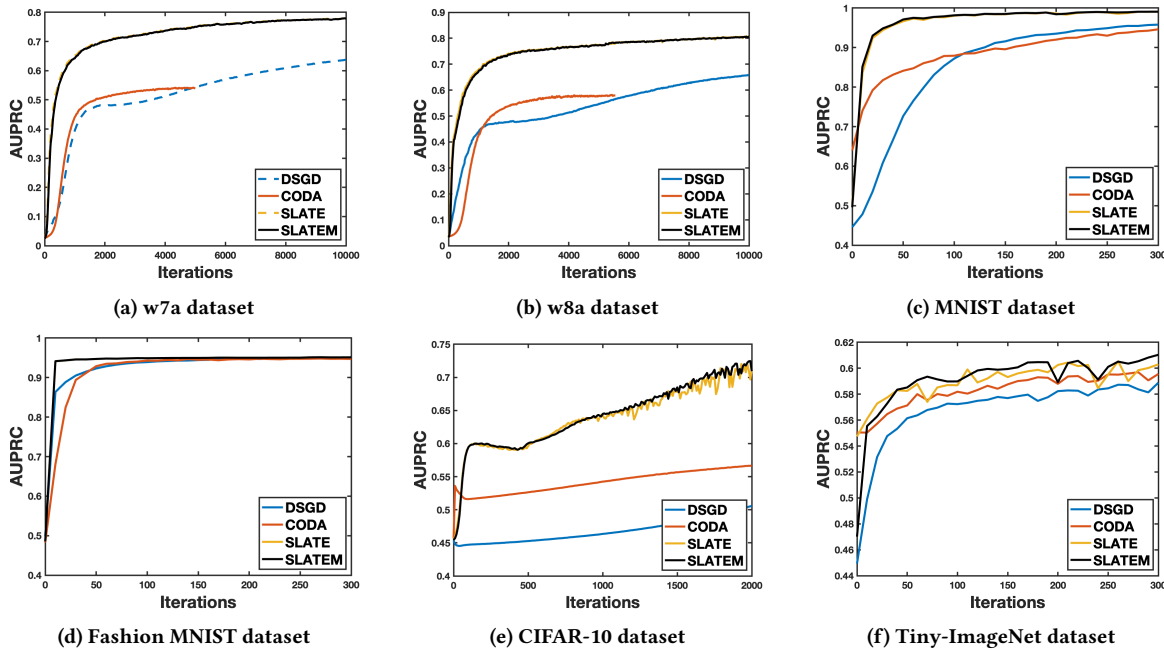 0.8
0.7
0.6
0.5
0.4
0.3
0.2
0.1
0
AUPRC
0 2000 4000 6000 8000 10000
Iterations
DSGD
CODA
SLATE
SLATEM
(a) w7a dataset
0.9
0.8
0.7
0.6
0.5
0.4
0.3
0.2
0.1
0
AUPRC
0 2000 4000 6000 8000 10000
Iterations
DSGD
CODA
SLATE
SLATEM
(b) w8a dataset
1
0.9
0.8
0.7
0.6
0.5
0.4
AUPRC
0 50 100 150 200 250 300
Iterations
DSGD
CODA
SLATE
SLATEM
(c) MNIST dataset
1
0.9
0.8
0.7
0.6
0.5
0.4
AUPRC
0 50 100 150 200 250 300
Iterations
DSGD
CODA
SLATE
SLATEM
(d) Fashion MNIST dataset
0.75
0.7
0.65
0.6
0.55
0.5
0.45
0.4
AUPRC
0 500 1000 1500 2000
Iterations
DSGD
CODA
SLATE
SLATEM
(e) CIFAR-10 dataset
0.62
0.6
0.58
0.56
0.54
0.52
0.5
0.48
0.46
0.44
AUPRC
0 50 100 150 200 250 300
Iterations
DSGD
CODA
SLATE
SLATEM
(f) Tiny-ImageNet dataset